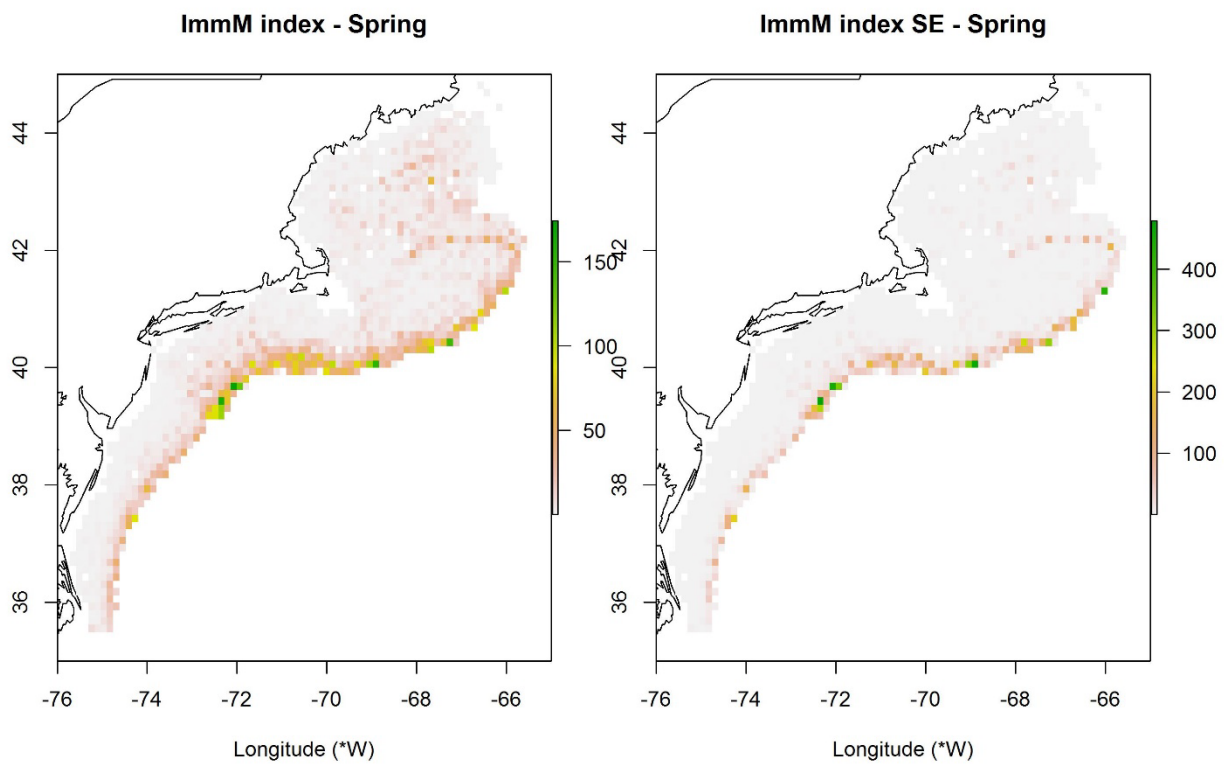 ImmM index - Spring
44
42
40
38
36
150
100
50
-76 -74 -72 -70 -68 -66
Longitude (*W)
ImmM index SE - Spring
44
42
40
38
36
400
300
200
100
-76 -74 -72 -70 -68 -66
Longitude (*W)